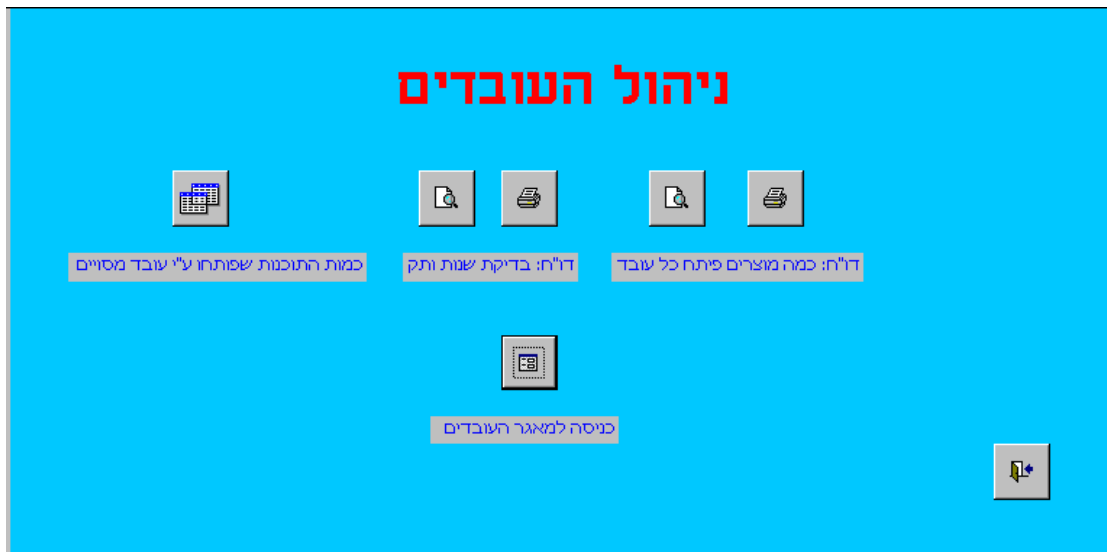 ניהול העובדים
דו"ח: כמה מוצרים פיתח כל עובד
דו"ח: בדיקת שנות ותק
כמות התוכנות שפותחו ע"י עובד מסויים
כניסה למאגר העובדים